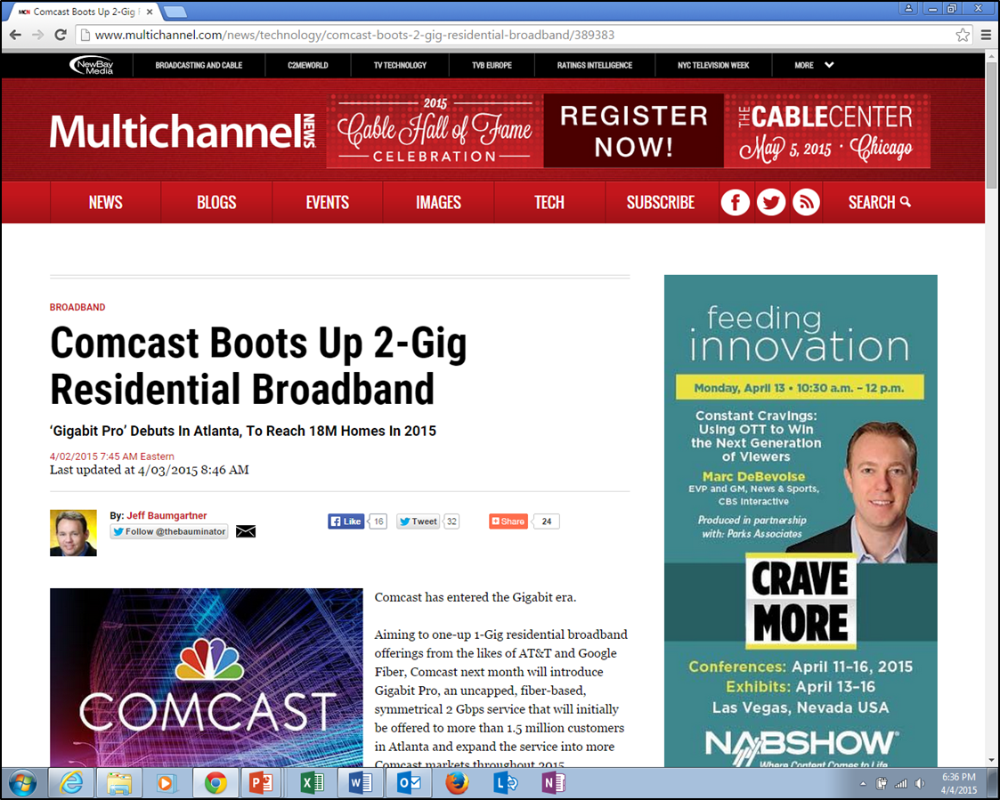 MCN Comcast Boots Up 2-Gig
www.multichannel.com/news/technology/comcast-boots-2-gig-residential-broadband/389383
NewBay Media
BROADCASTING AND CABLE
C2MEWORLD
TV TECHNOLOGY
TVB EUROPE
RATINGS INTELLIGENCE
NYC TELEVISION WEEK
MORE
Multichannel NEWS
2015
Cable Hall of Fame
CELEBRATION
REGISTER
NOW!
THE CABLECENTER
May 5, 2015 · Chicago
NEWS
BLOGS
EVENTS
IMAGES
TECH
SUBSCRIBE
SEARCH
BROADBAND
Comcast Boots Up 2-Gig
Residential Broadband
‘Gigabit Pro’ Debuts In Atlanta, To Reach 18M Homes In 2015
4/02/2015 7:45 AM Eastern
Last updated at 4/03/2015 8:46 AM
By: Jeff Baumgartner
Follow @thebauminator
Like 16
Tweet 32
Share 24
COMCAST
Comcast has entered the Gigabit era.
Aiming to one-up 1-Gig residential broadband
offerings from the likes of AT&T and Google
Fiber, Comcast next month will introduce
Gigabit Pro, an uncapped, fiber-based,
symmetrical 2 Gbps service that will initially
be offered to more than 1.5 million customers
in Atlanta and expand the service into more
Comcast markets throughout 2015
feeding
innovation
Monday, April 13 • 10:30 a.m. – 12 p.m.
Constant Cravings:
Using OTT to Win
the Next Generation
of Viewers
Marc DeBevoise
EVP and GM, News & Sports,
CBS Interactive
Produced in partnership
with: Parks Associates
CRAVE
MORE
Conferences: April 11–16, 2015
Exhibits: April 13–16
Las Vegas, Nevada USA
NABSHOW®
Where Content Comes to Life
6:36 PM
4/4/2015